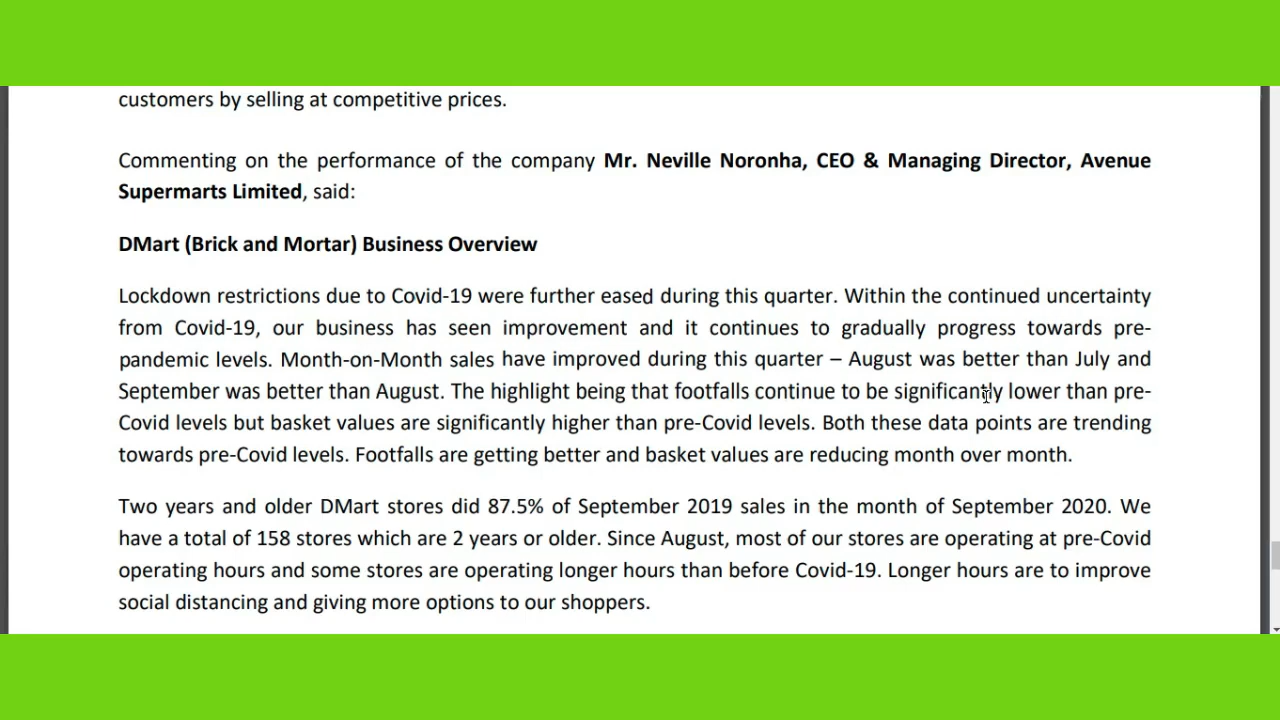 customers by selling at competitive prices.
Commenting on the performance of the company Mr. Neville Noronha, CEO & Managing Director, Avenue
Supermarts Limited, said:
DMart (Brick and Mortar) Business Overview
Lockdown restrictions due to Covid-19 were further eased during this quarter. Within the continued uncertainty
from Covid-19, our business has seen improvement and it continues to gradually progress towards pre-
pandemic levels. Month-on-Month sales have improved during this quarter – August was better than July and
September was better than August. The highlight being that footfalls continue to be significantly lower than pre-
Covid levels but basket values are significantly higher than pre-Covid levels. Both these data points are trending
towards pre-Covid levels. Footfalls are getting better and basket values are reducing month over month.
Two years and older DMart stores did 87.5% of September 2019 sales in the month of September 2020. We
have a total of 158 stores which are 2 years or older. Since August, most of our stores are operating at pre-Covid
operating hours and some stores are operating longer hours than before Covid-19. Longer hours are to improve
social distancing and giving more options to our shoppers.